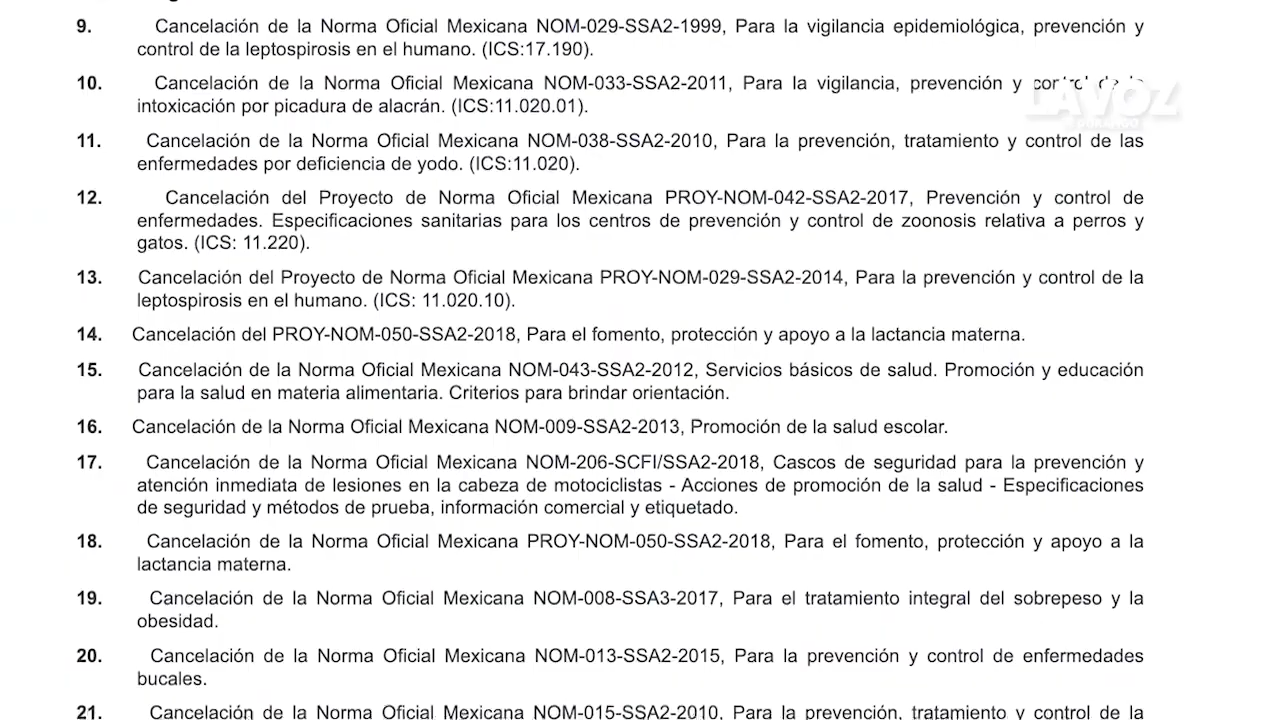 9. Cancelación de la Norma Oficial Mexicana NOM-029-SSA2-1999, Para la vigilancia epidemiológica, prevención y
control de la leptospirosis en el humano. (ICS:17.190).
10. Cancelación de la Norma Oficial Mexicana NOM-033-SSA2-2011, Para la vigilancia, prevención y control de la
intoxicación por picadura de alacrán. (ICS:11.020.01).
LA VOZ
DURANGO
11. Cancelación de la Norma Oficial Mexicana NOM-038-SSA2-2010, Para la prevención, tratamiento y control de las
enfermedades por deficiencia de yodo. (ICS:11.020).
12. Cancelación del Proyecto de Norma Oficial Mexicana PROY-NOM-042-SSA2-2017, Prevención y control de
enfermedades. Especificaciones sanitarias para los centros de prevención y control de zoonosis relativa a perros y
gatos. (ICS: 11.220).
13. Cancelación del Proyecto de Norma Oficial Mexicana PROY-NOM-029-SSA2-2014, Para la prevención y control de la
leptospirosis en el humano. (ICS: 11.020.10).
14. Cancelación del PROY-NOM-050-SSA2-2018, Para el fomento, protección y apoyo a la lactancia materna.
15. Cancelación de la Norma Oficial Mexicana NOM-043-SSA2-2012, Servicios básicos de salud. Promoción y educación
para la salud en materia alimentaria. Criterios para brindar orientación.
16. Cancelación de la Norma Oficial Mexicana NOM-009-SSA2-2013, Promoción de la salud escolar.
17. Cancelación de la Norma Oficial Mexicana NOM-206-SCFI/SSA2-2018, Cascos de seguridad para la prevención y
atención inmediata de lesiones en la cabeza de motociclistas - Acciones de promoción de la salud - Especificaciones
de seguridad y métodos de prueba, información comercial y etiquetado.
18. Cancelación de la Norma Oficial Mexicana PROY-NOM-050-SSA2-2018, Para el fomento, protección y apoyo a la
lactancia materna.
19. Cancelación de la Norma Oficial Mexicana NOM-008-SSA3-2017, Para el tratamiento integral del sobrepeso y la
obesidad.
20. Cancelación de la Norma Oficial Mexicana NOM-013-SSA2-2015, Para la prevención y control de enfermedades
bucales.
21. Cancelación de la Norma Oficial Mexicana NOM-015-SSA2-2010, Para la prevención, tratamiento y control de la